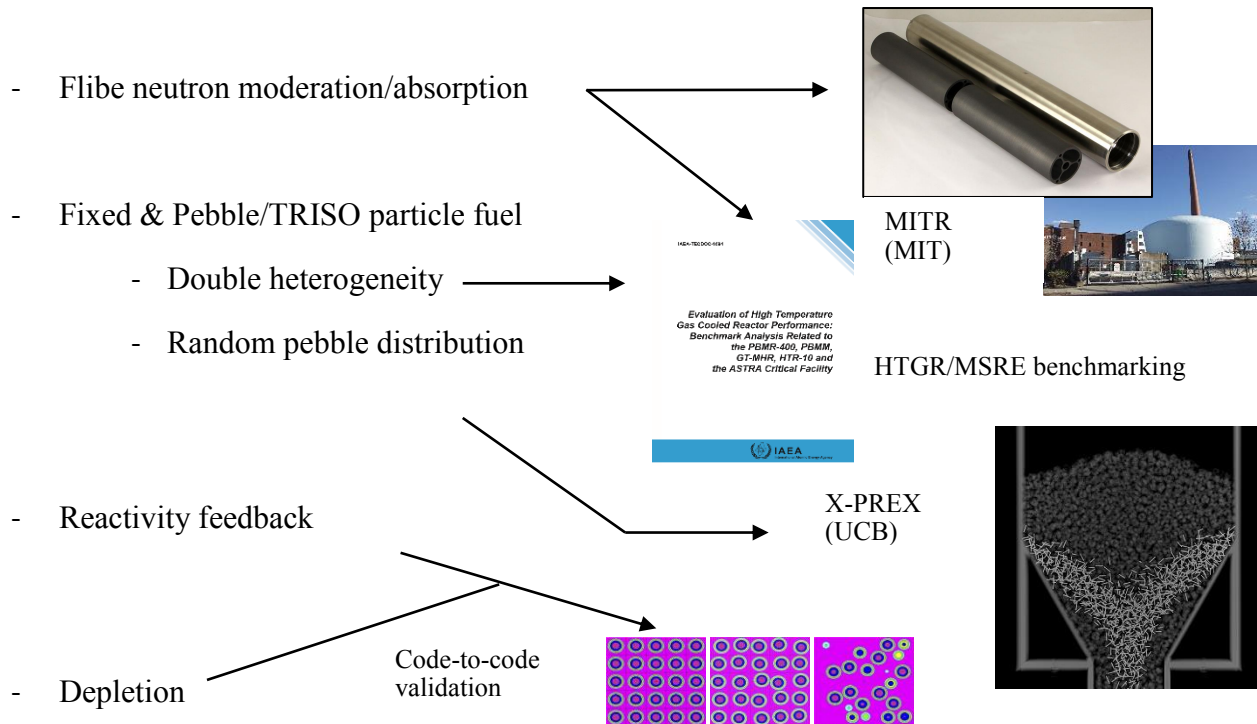 - Flibe neutron moderation/absorption
- Fixed & Pebble/TRISO particle fuel
- Double heterogeneity
- Random pebble distribution
- Reactivity feedback
- Depletion
MITR
(MIT)
Evaluation of High Temperature
Gas Cooled Reactor Performance:
Benchmark Analysis Related to
the PBMR-400, PBMM,
GT-MHR, HTR-10 and
the ASTRA Critical Facility
IAEA
HTGR/MSRE benchmarking
X-PREX
(UCB)
Code-to-code
validation